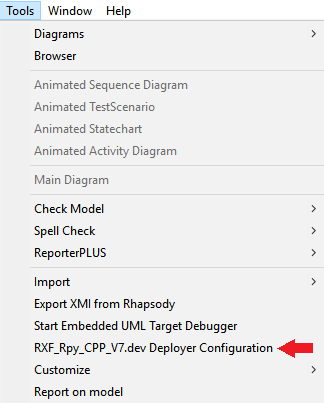 Tools Window Help
Diagrams
Browser
Animated Sequence Diagram
Animated TestScenario
Animated Statechart
Animated Activity Diagram
Main Diagram
Check Model
Spell Check
ReporterPLUS
Import
Export XMI from Rhapsody
Start Embedded UML Target Debugger
RXF_Rpy_CPP_V7.dev Deployer Configuration
Customize
Report on model